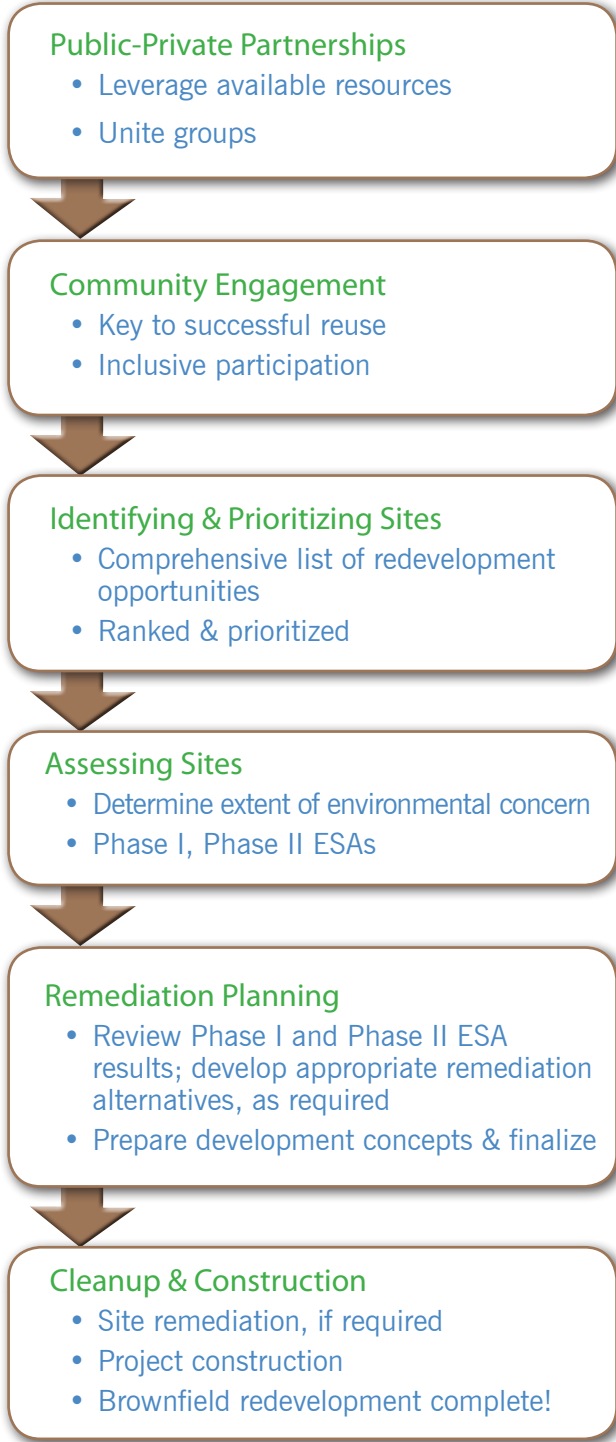 Public-Private Partnerships
• Leverage available resources
• Unite groups
Community Engagement
• Key to successful reuse
• Inclusive participation
Identifying & Prioritizing Sites
• Comprehensive list of redevelopment
opportunities
• Ranked & prioritized
Assessing Sites
• Determine extent of environmental concern
• Phase I, Phase II ESAs
Remediation Planning
• Review Phase I and Phase II ESA
results; develop appropriate remediation
alternatives, as required
• Prepare development concepts & finalize
Cleanup & Construction
• Site remediation, if required
• Project construction
• Brownfield redevelopment complete!